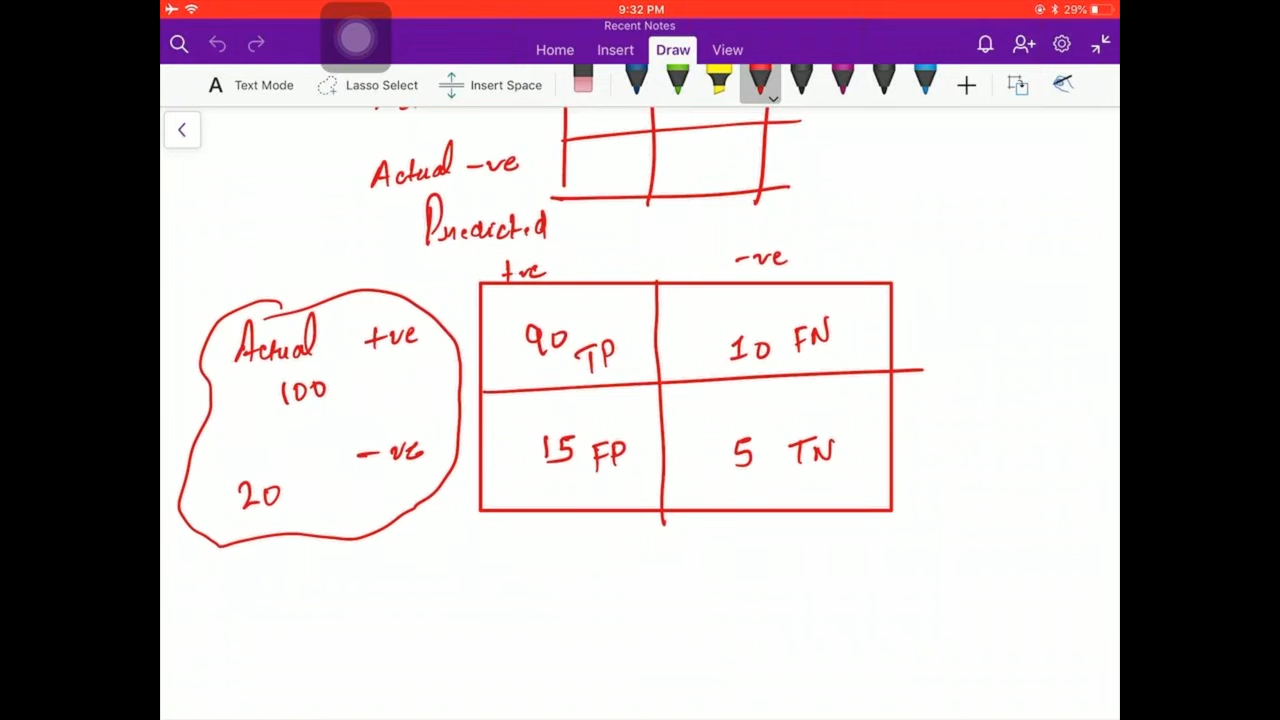 9:32 PM
29%
Recent Notes
Home Insert Draw View
A Text Mode Lasso Select Insert Space
Actual -ve
Predicted
+ve -ve
Actual +ve
90 TP
10 FN
100
-ve
15 FP
5 TN
20